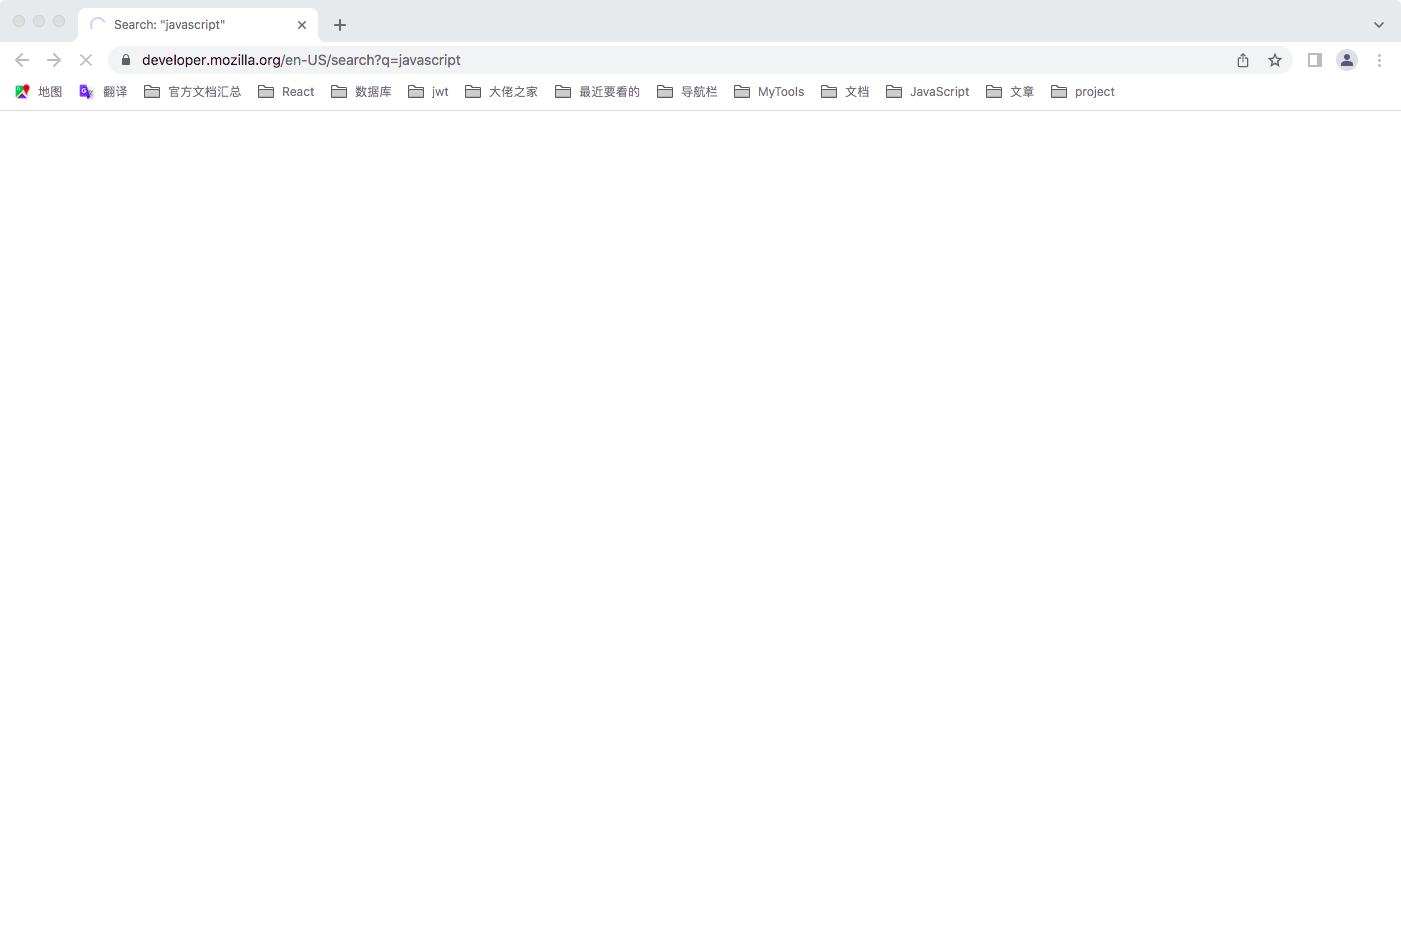 Search: "javascript"
developer.mozilla.org/en-US/search?q=javascript
地图 翻译 官方文档汇总 React 数据库 jwt 大佬之家 最近要看的 导航栏 MyTools 文档 JavaScript 文章 project